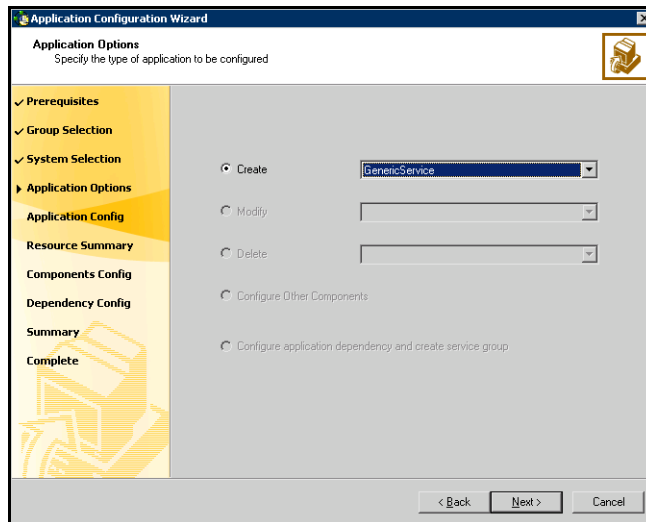 Application Configuration Wizard
Application Options
Specify the type of application to be configured
Prerequisites
Group Selection
System Selection
Application Options
Application Config
Resource Summary
Components Config
Dependency Config
Summary
Complete
Create
GenericService
Modify
Delete
Configure Other Components
Configure application dependency and create service group
< Back
Next >
Cancel